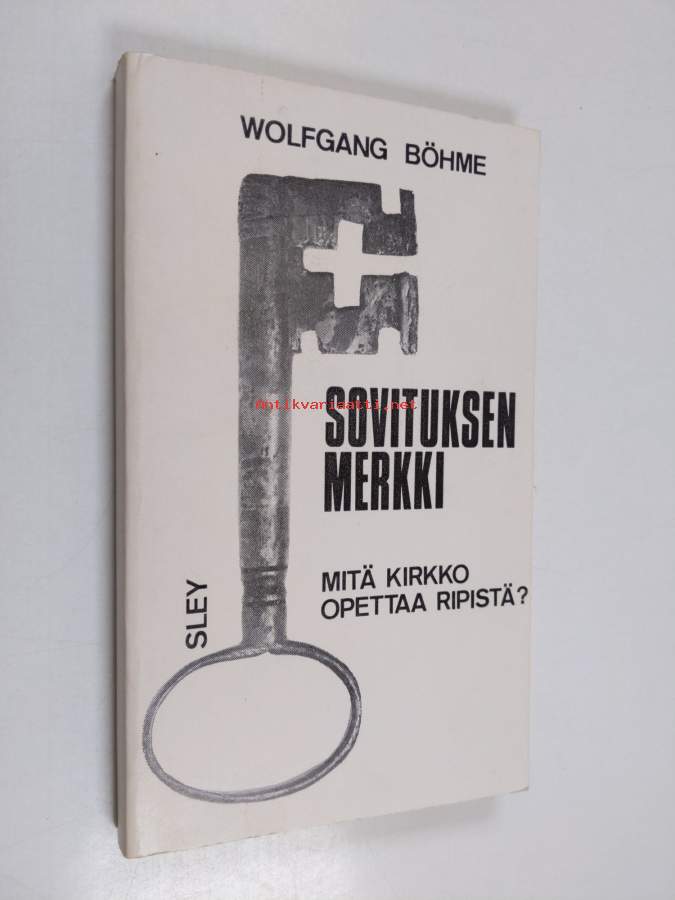 WOLFGANG BÖHME
Antikvariaatti.net
SOVITUKSEN
MERKKI
MITÄ KIRKKO
OPETTAA RIPISTÄ?
SLEY